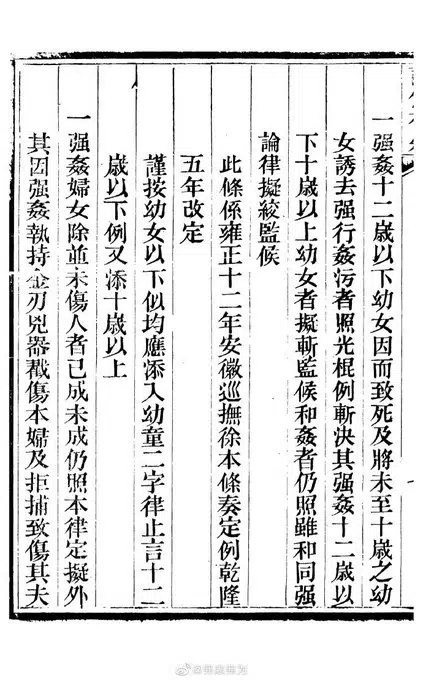 一强姦十二歲以下幼女因而致死及將未至十歲之幼
女誘去强行姦汚者照光棍例斬決其强姦十二歲以
下十歲以上幼女者擬斬監候和姦者仍照雖和同强
論律擬絞監候
此條係雍正十二年安徽巡撫徐本條奏定例乾隆
五年改定
謹按幼女以下似均應添入幼童二字律止言十二
歲以下例又添十歲以上
一强姦婦女除並未傷人者已成未成仍照本律定擬外
其因强姦執持金刃兇器戳傷本婦及拒捕致傷其夫